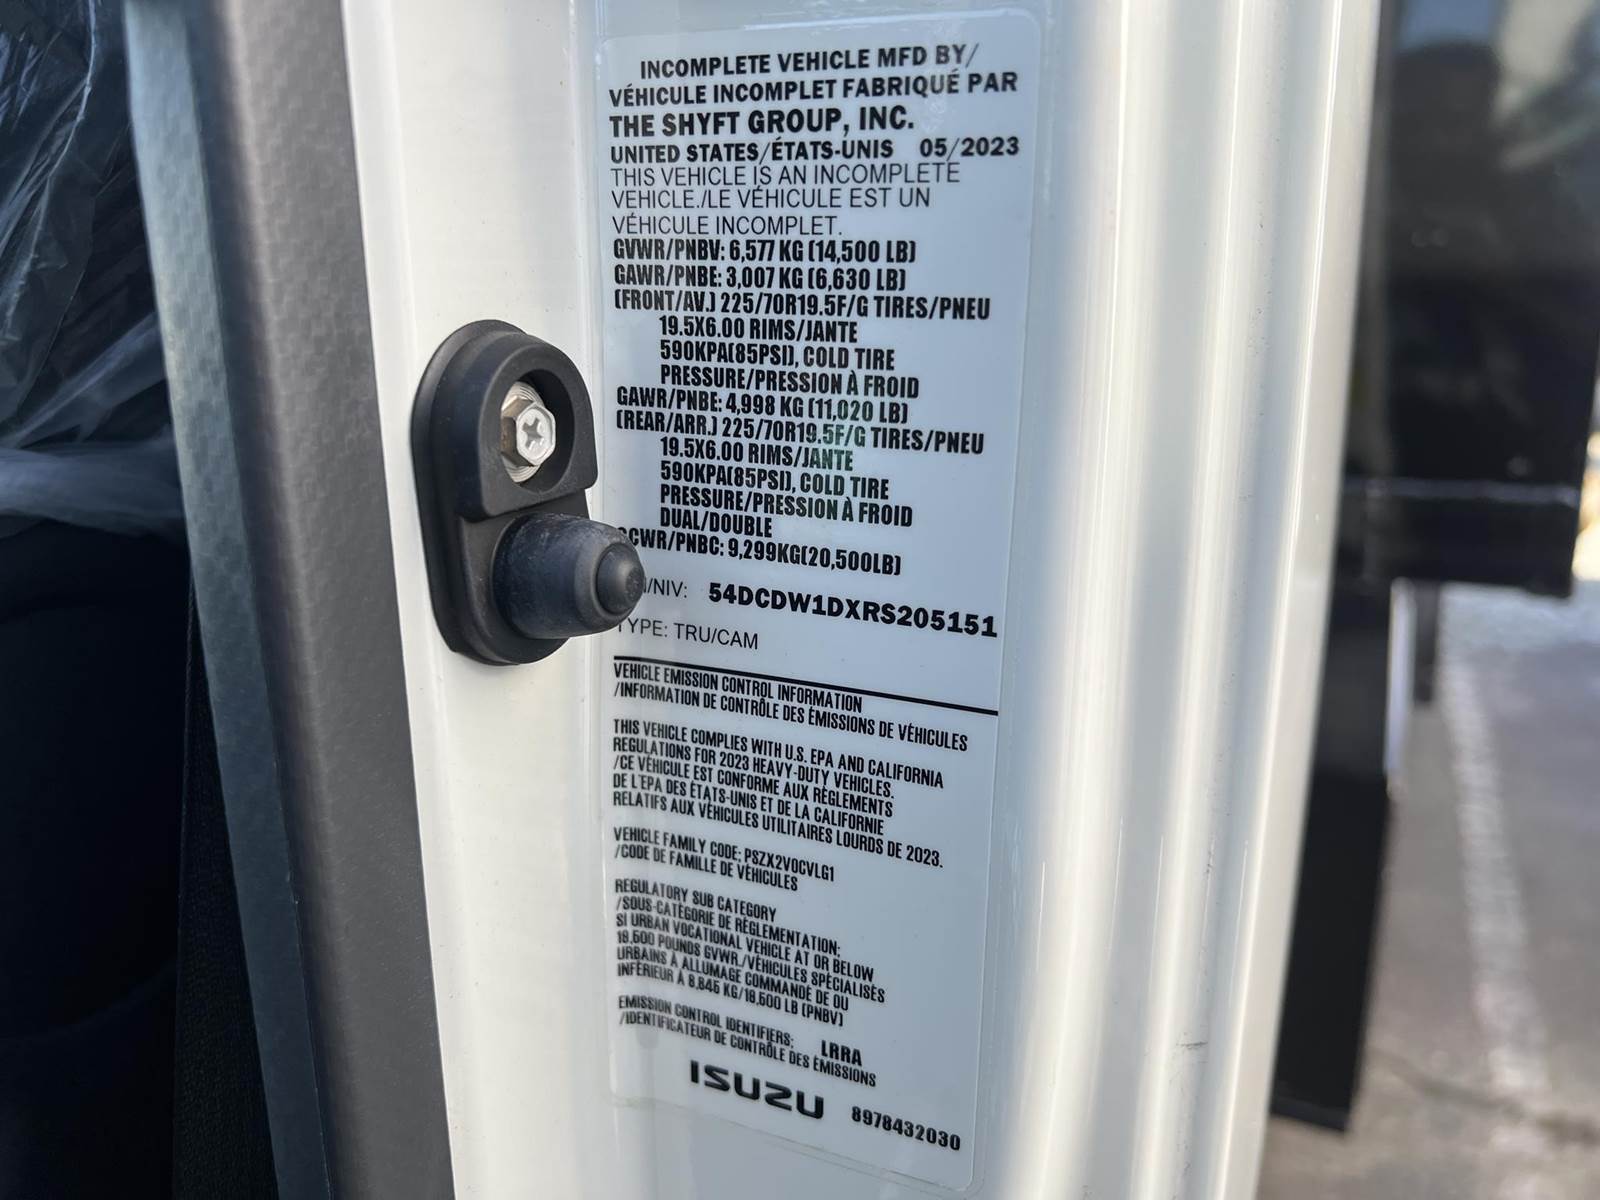 INCOMPLETE VEHICLE MFD BY/
VÉHICULE INCOMPLET FABRIQUÉ PAR
THE SHYFT GROUP, INC.
UNITED STATES/ÉTATS-UNIS 05/2023
THIS VEHICLE IS AN INCOMPLETE
VEHICLE./LE VÉHICULE EST UN
VÉHICULE INCOMPLET.
GVWR/PNBV: 6,577 KG (14,500 LB)
GAWR/PNBE: 3,007 KG (6,630 LB)
(FRONT/AV.) 225/70R19.5F/G TIRES/PNEU
19.5X6.00 RIMS/JANTE
590KPA(85PSI), COLD TIRE
PRESSURE/PRESSION À FROID
GAWR/PNBE: 4,998 KG (11,020 LB)
(REAR/ARR.) 225/70R19.5F/G TIRES/PNEU
19.5X6.00 RIMS/JANTE
590KPA(85PSI), COLD TIRE
PRESSURE/PRESSION À FROID
DUAL/DOUBLE
GCWR/PNBC: 9,299KG(20,500LB)
/NIV: 54DCDW1DXRS205151
TYPE: TRU/CAM
VEHICLE EMISSION CONTROL INFORMATION
/INFORMATION DE CONTRÔLE DES ÉMISSIONS DE VÉHICULES
THIS VEHICLE COMPLIES WITH U.S. EPA AND CALIFORNIA
REGULATIONS FOR 2023 HEAVY-DUTY VEHICLES.
/CE VÉHICULE EST CONFORME AUX RÈGLEMENTS
DE L'EPA DES ÉTATS-UNIS ET DE LA CALIFORNIE
RELATIFS AUX VÉHICULES UTILITAIRES LOURDS DE 2023.
VEHICLE FAMILY CODE: PSZX2VOCVLG1
/CODE DE FAMILLE DE VÉHICULES
REGULATORY SUB CATEGORY
/SOUS-CATÉGORIE DE RÉGLEMENTATION:
SI URBAN VOCATIONAL VEHICLE AT OR BELOW
19,500 POUNDS GVWR./VÉHICULES SPÉCIALISÉS
URBAINS À ALLUMAGE COMMANDÉ DE OU
INFÉRIEUR À 8,845 KG/19,500 LB (PNBV)
EMISSION CONTROL IDENTIFIERS: LRRA
/IDENTIFICATEUR DE CONTRÔLE DES ÉMISSIONS
ISUZU 8978432030